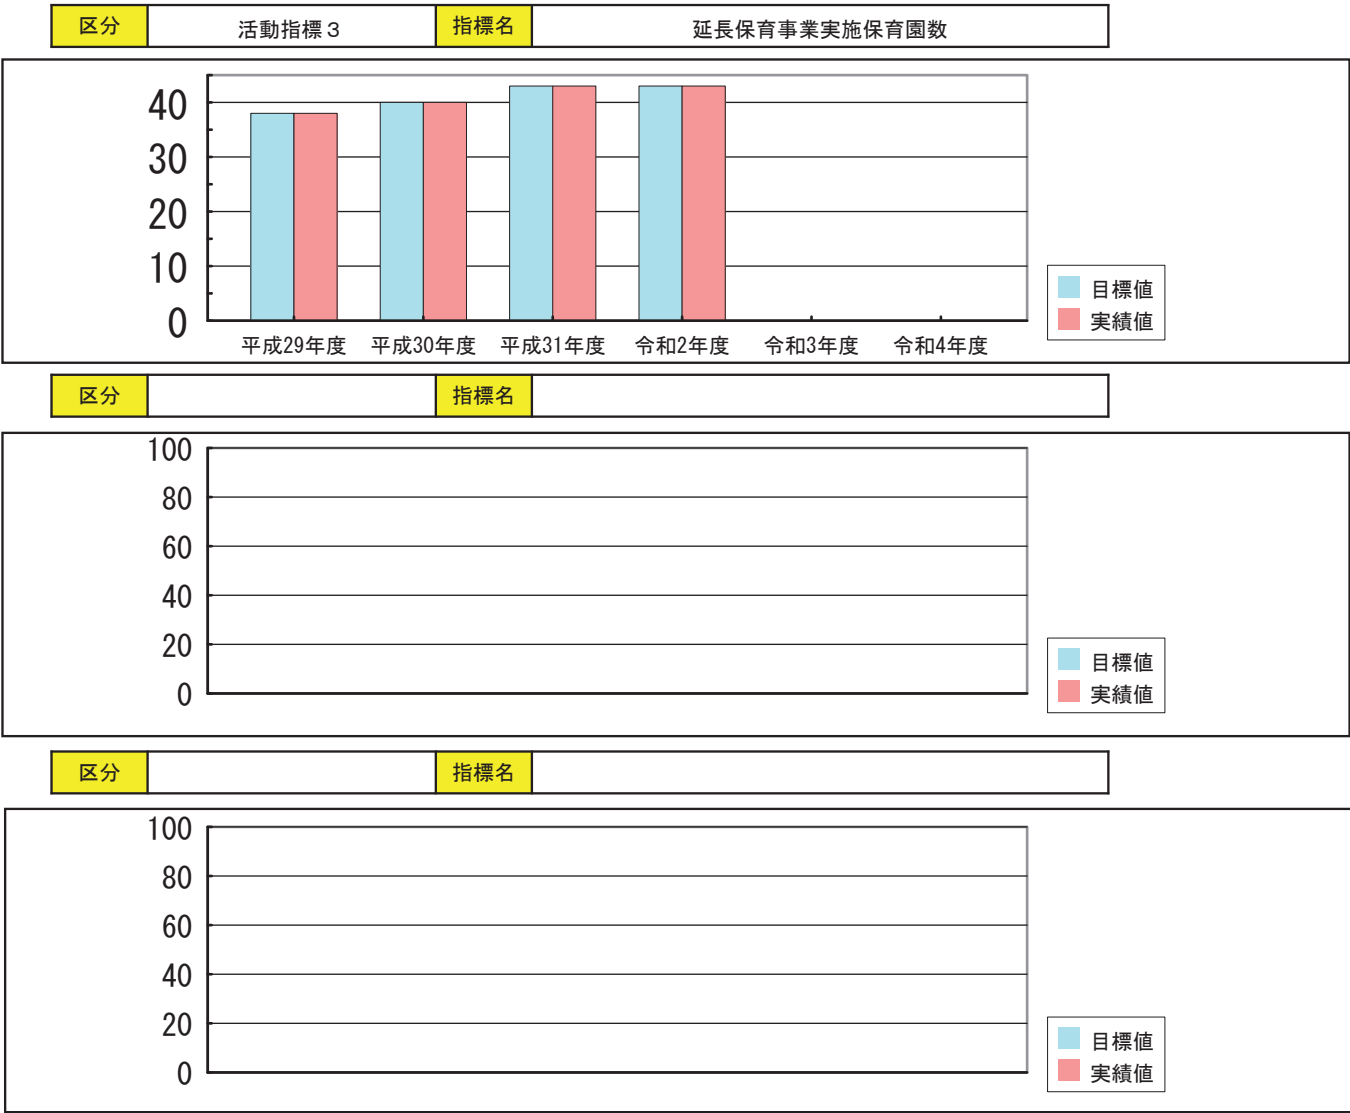 区分 活動指標３ 指標名 延長保育事業実施保育園数
40
30
20
10
0
平成29年度 平成30年度 平成31年度 令和2年度 令和3年度 令和4年度
目標値
実績値
区分 指標名
100
80
60
40
20
0
目標値
実績値
区分 指標名
100
80
60
40
20
0
目標値
実績値